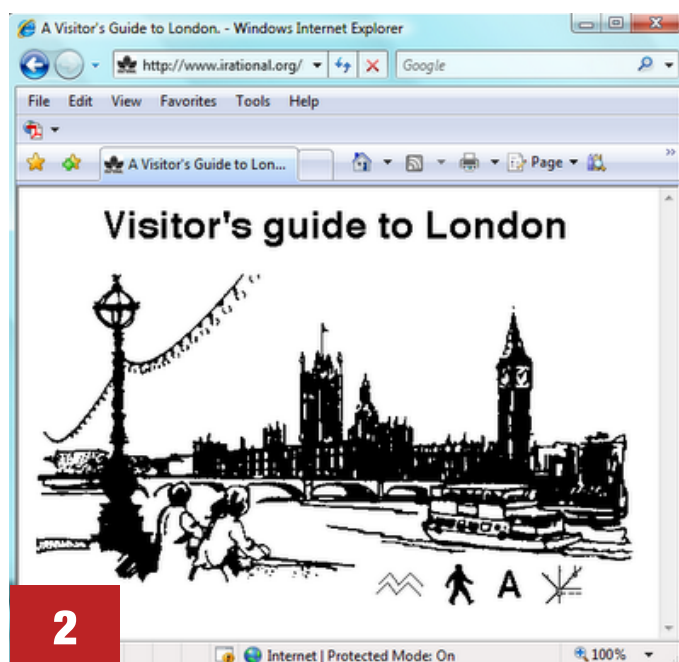 A Visitor's Guide to London. - Windows Internet Explorer
http://www.irational.org/
Google
File Edit View Favorites Tools Help
A Visitor's Guide to Lon...
Page
Visitor's guide to London
A
2
Internet | Protected Mode: On
100%